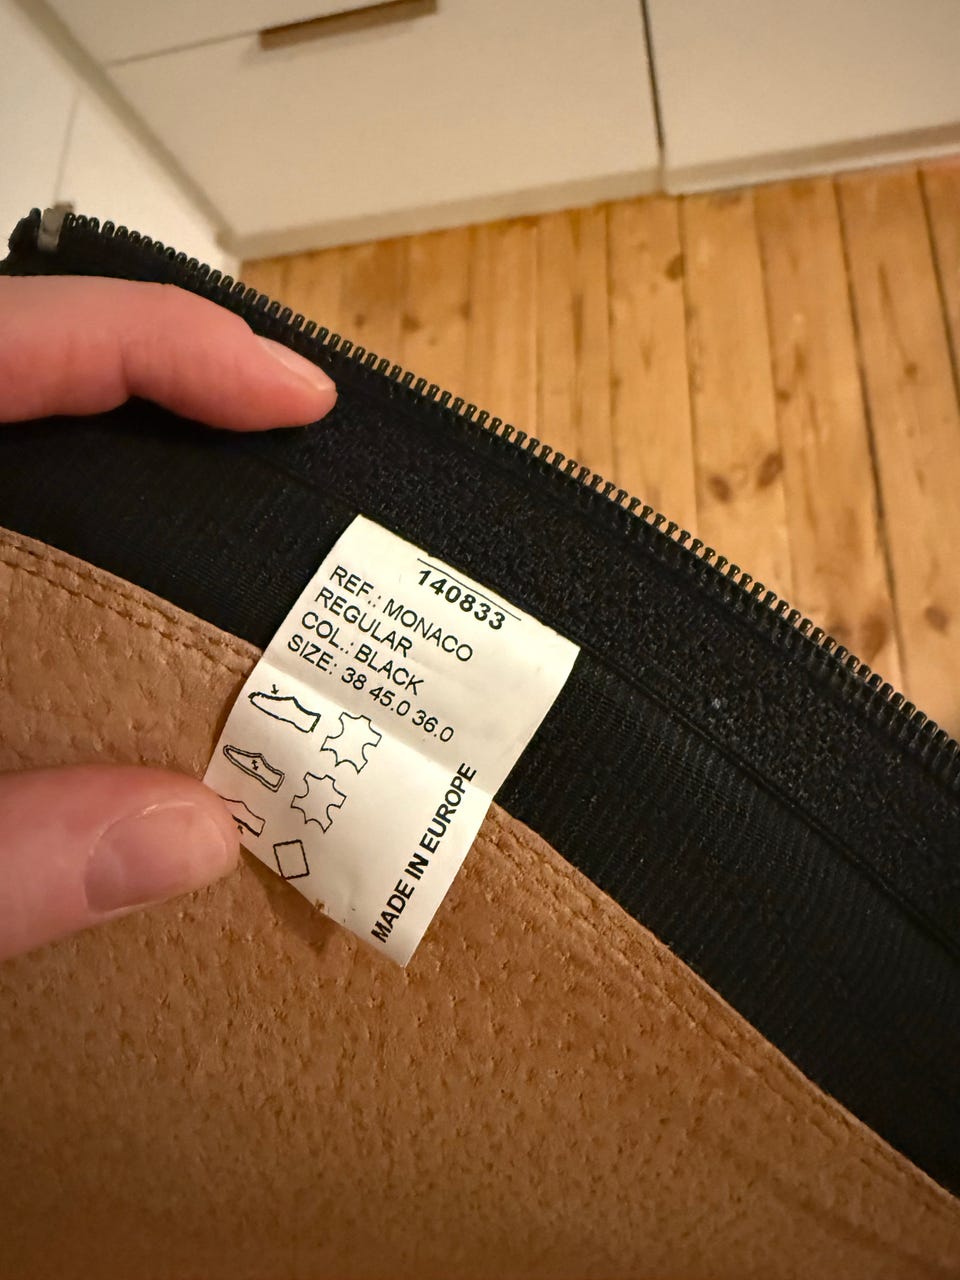 140833
REF.: MONACO
REGULAR
COL.: BLACK
SIZE: 38 45.0 36.0
MADE IN EUROPE